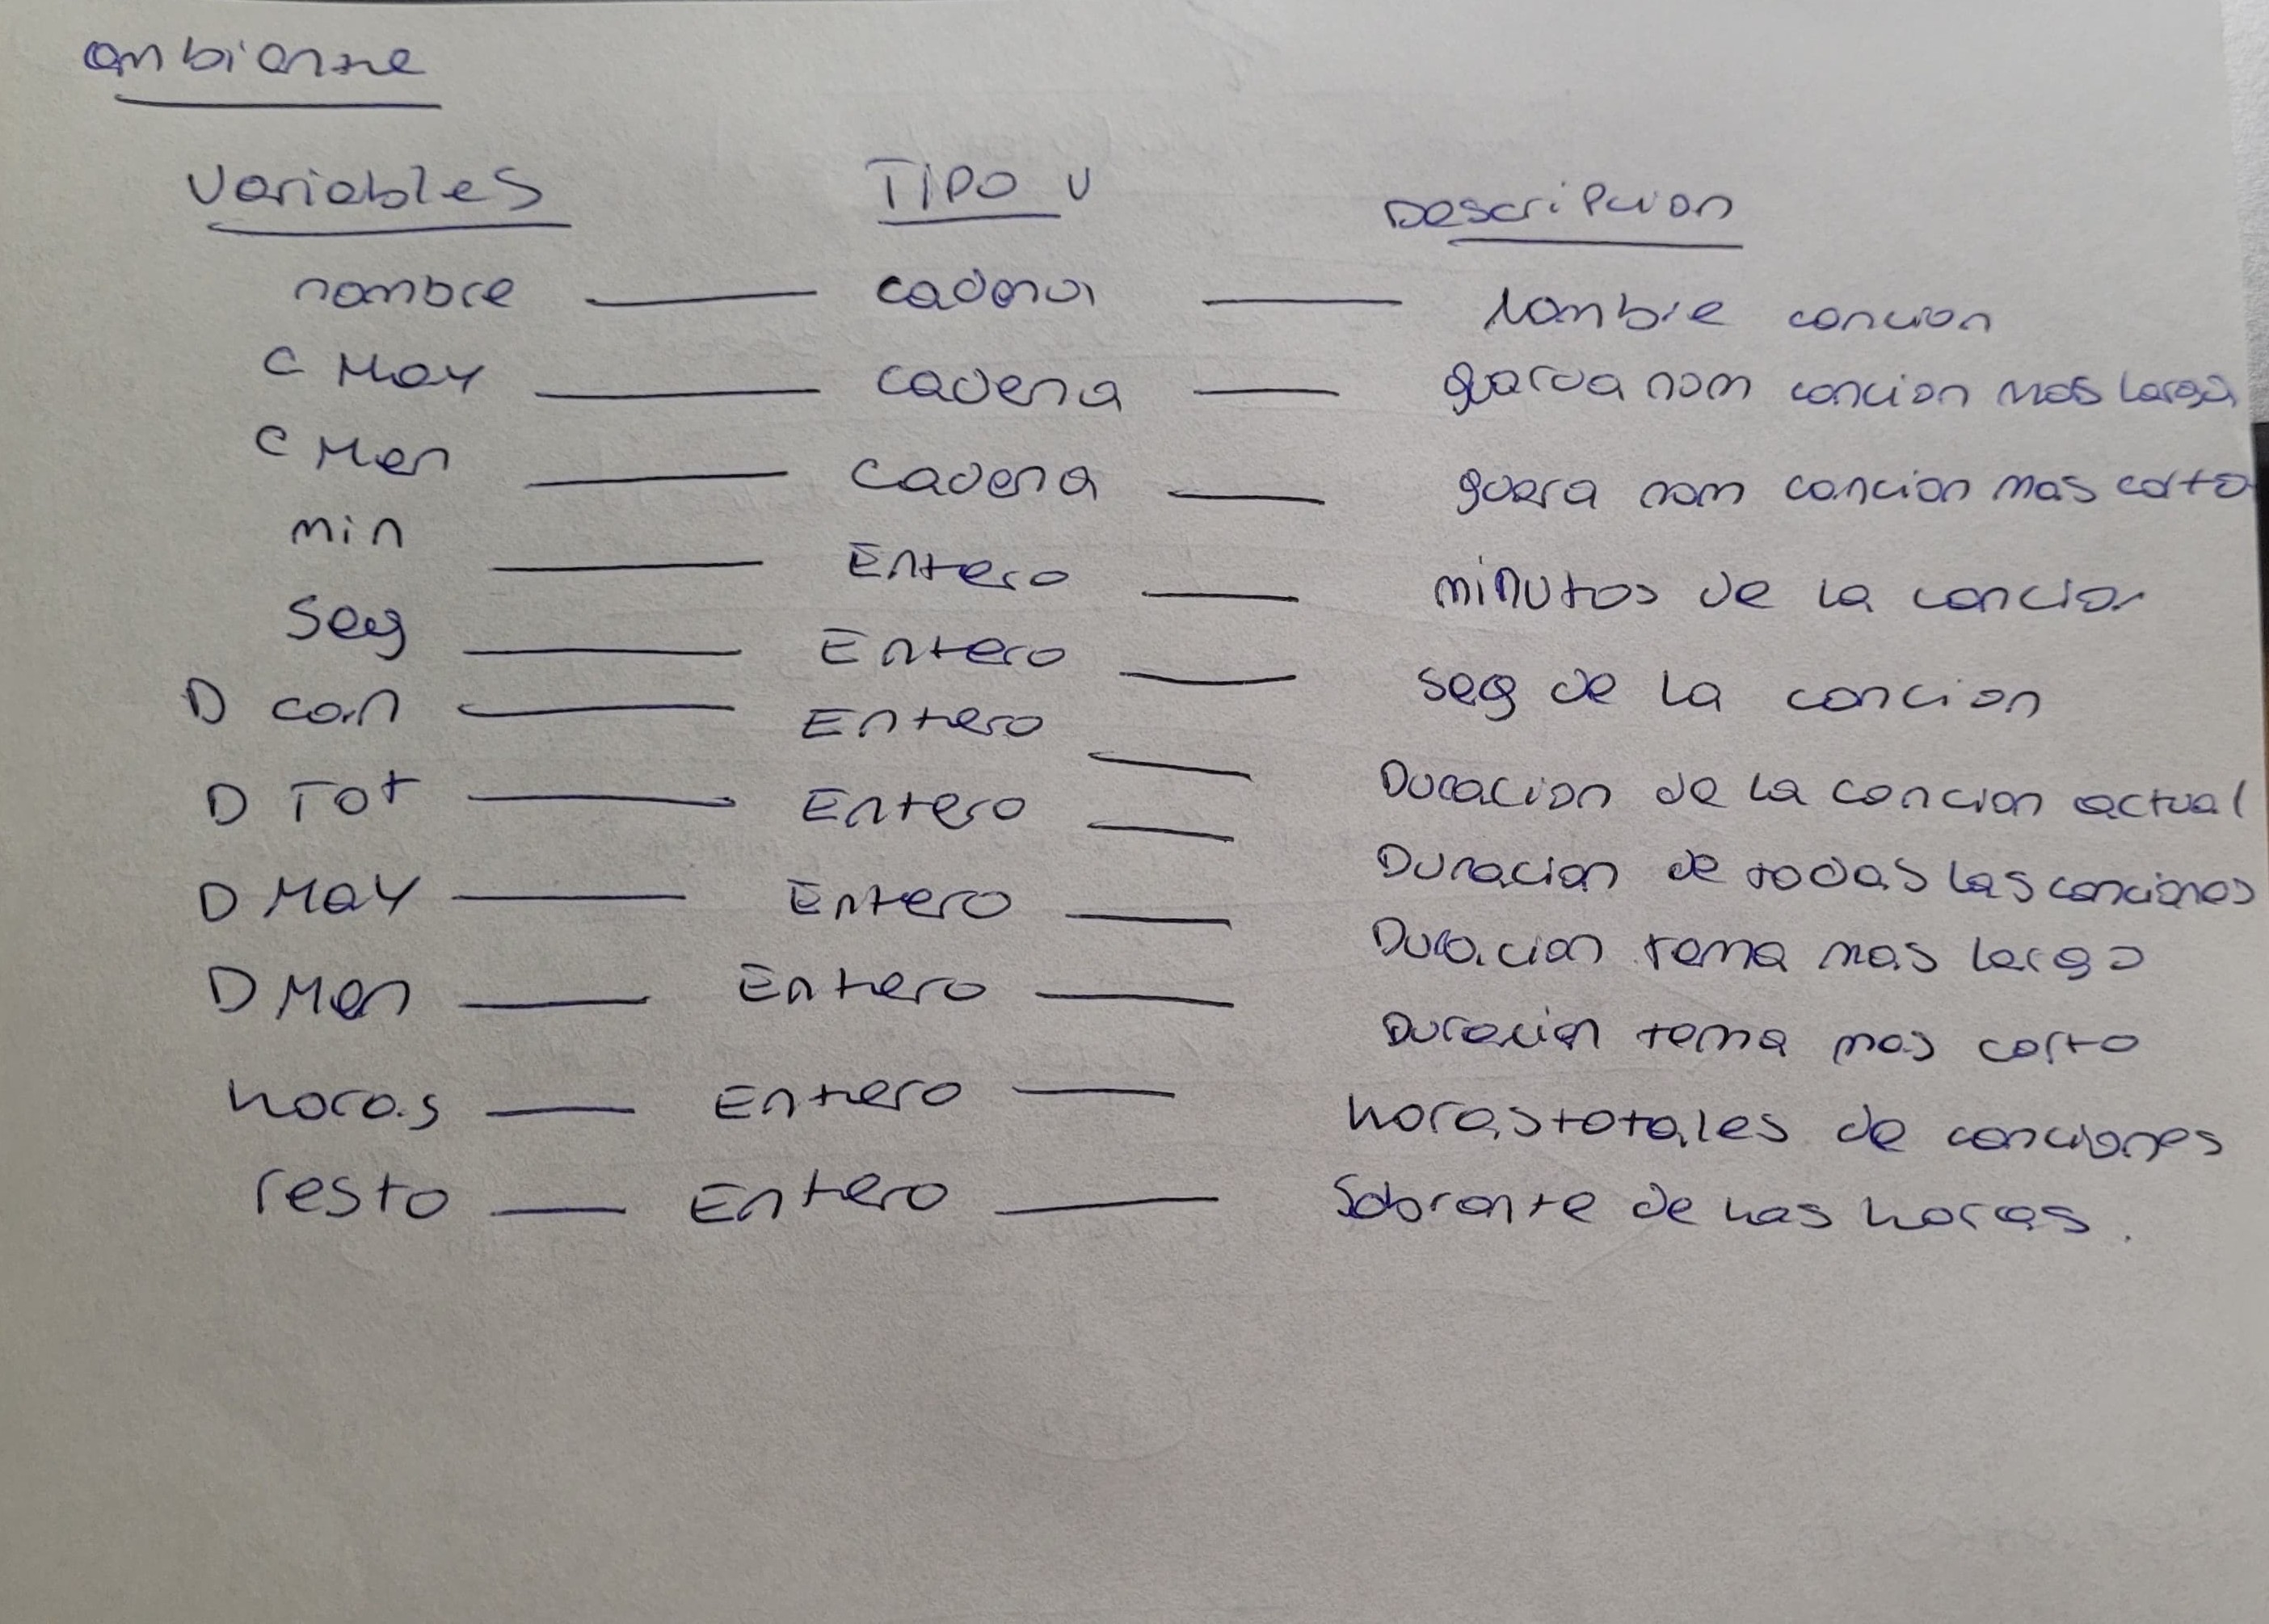 ambiente
Variables TIPO V Descripcion
nombre cadena Nombre cancion
C May cadena guarda nom cancion mas larga
C Men cadena guara nom cancion mas corta
min Entero minutos de la cancion
Seg Entero seg de la cancion
D can Entero Duracion de la cancion actual
D Tot Entero Duracion de todas las canciones
D May Entero Duracion tema mas largo
D Men Entero Duracion tema mas corto
horas Entero horas totales de canciones
resto Entero Sobrante de las horas.